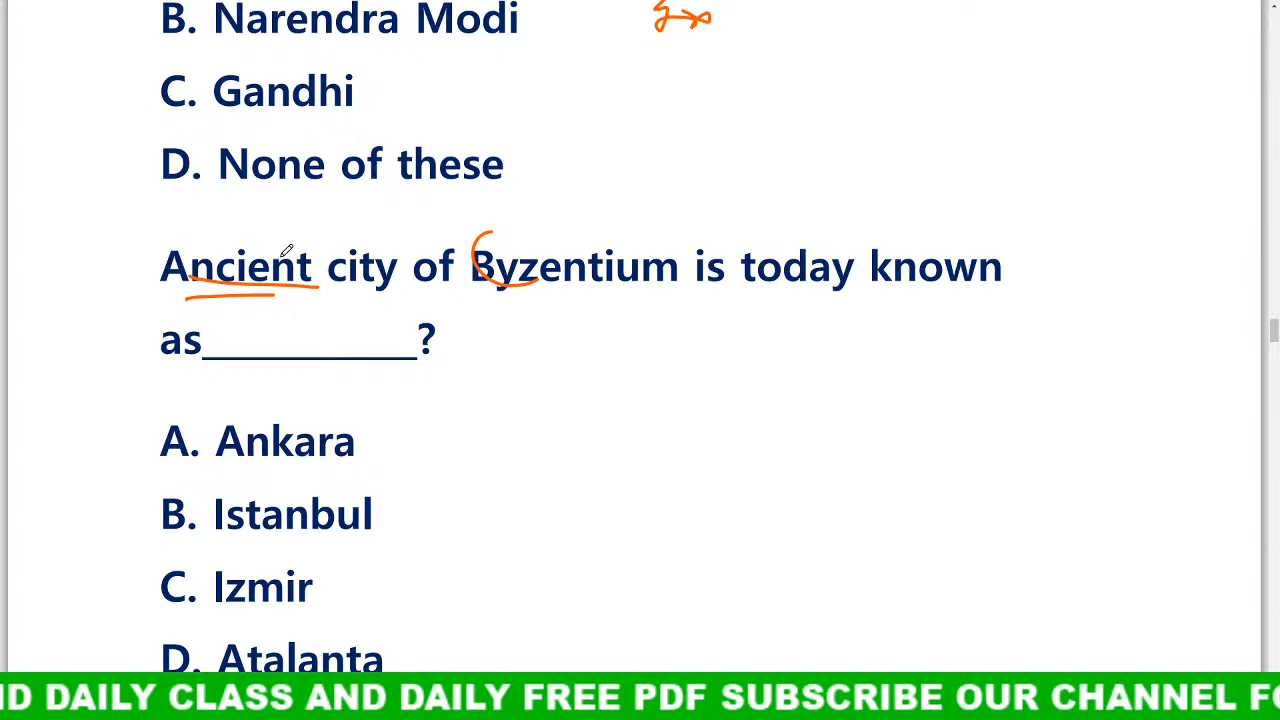 B. Narendra Modi
C. Gandhi
D. None of these
Ancient city of Byzentium is today known
as___________?
A. Ankara
B. Istanbul
C. Izmir
D. Atalanta
ND DAILY CLASS AND DAILY FREE PDF SUBSCRIBE OUR CHANNEL FO